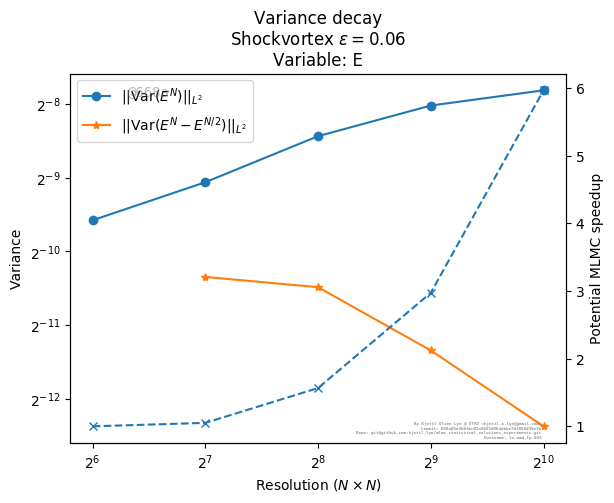 Variance decay
Shockvortex ε = 0.06
Variable: E
||Var(E^N)||_{L^2}
||Var(E^N − E^{N/2})||_{L^2}
Variance
2^{−8}
2^{−9}
2^{−10}
2^{−11}
2^{−12}
6
5
4
3
2
1
Potential MLMC speedup
2^6
2^7
2^8
2^9
2^{10}
Resolution (N × N)